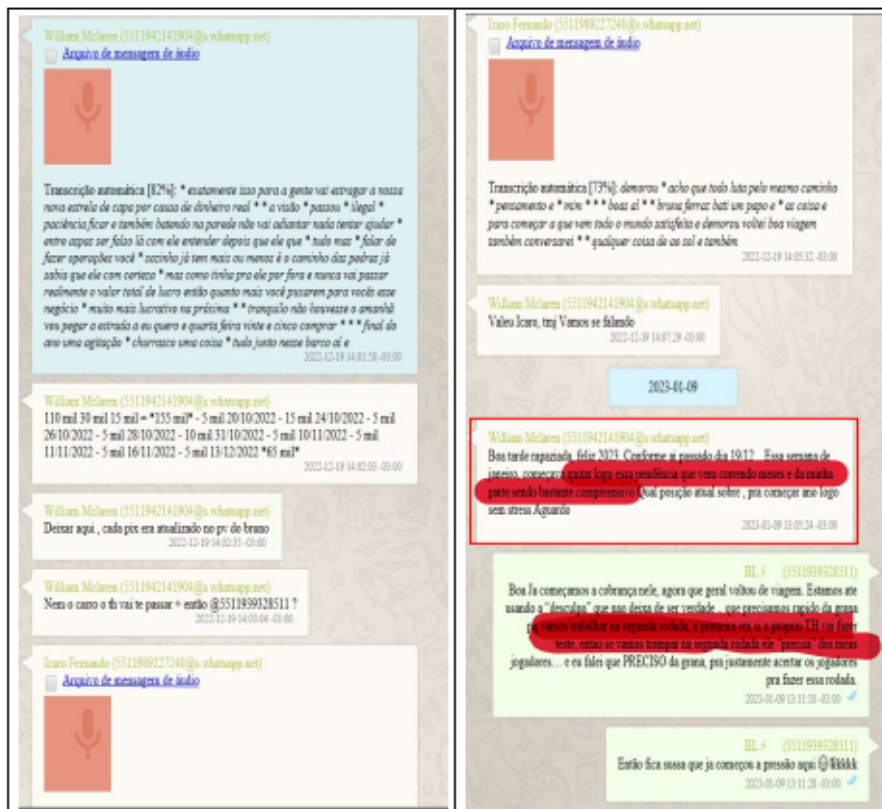 William Mclaren (5511942141904@s.whatsapp.net)
Arquivo de mensagem de áudio
Transcrição automática [82%]: * exatamente isso para a gente vai estragar a nossa
nova estrela de capa por causa de dinheiro real * * a visão * passou * ilegal *
paciência ficar e também batendo na parede não vai adiantar nada tentar ajudar *
entre aspas ser falso lá com ele entender depois que ele que * tudo mas * falar de
fazer operações você * sozinho já tem mais ou menos é o caminho das pedras já
sabia que ele com certeza * mas como tinha pra ele por fora e nunca vai passar
realmente o valor total de lucro então quanto mais você puxarem para vocês esse
negócio * muito mais lucrativo na próxima * * tranquilo não houvesse o amanhã
vou pegar a estrada a eu quero e quarta feira vinte e cinco comprar * * * final do
ano uma agitação * churrasco uma coisa * tudo junto nesse barco aí e
2022-12-19 14:01:58 -03:00
William Mclaren (5511942141904@s.whatsapp.net)
110 mil 30 mil 15 mil = *155 mil* - 5 mil 20/10/2022 - 15 mil 24/10/2022 - 5 mil
26/10/2022 - 5 mil 28/10/2022 - 10 mil 31/10/2022 - 5 mil 10/11/2022 - 5 mil
11/11/2022 - 5 mil 16/11/2022 - 5 mil 13/12/2022 *65 mil*
2022-12-19 14:02:03 -03:00
William Mclaren (5511942141904@s.whatsapp.net)
Deixar aqui , cada pix era atualizado no pv do bruno
2022-12-19 14:02:35 -03:00
William Mclaren (5511942141904@s.whatsapp.net)
Nem o carro o th vai te passar + então @5511939328511 ?
2022-12-19 14:03:04 -03:00
Icaro Fernando (5511989227240@s.whatsapp.net)
Arquivo de mensagem de áudio
Icaro Fernando (5511989227240@s.whatsapp.net)
Arquivo de mensagem de áudio
Transcrição automática [73%]: demorou * acho que todo luta pelo mesmo caminho
* pensamento e * mim * * * boas al * * bruna ferraz bati um papo e * as coisa e
para começar a que vem todo o mundo satisfeita e demorou voltei boa viagem
também conversarei * * qualquer coisa de ao sol e também
2022-12-19 14:05:32 -03:00
William Mclaren (5511942141904@s.whatsapp.net)
Valeu Icaro, tmj Vamos se falando
2022-12-19 14:07:29 -03:00
2023-01-09
William Mclaren (5511942141904@s.whatsapp.net)
Boa tarde rapaziada, feliz 2023. Conforme ai passado dia 19.12 .. Essa semana de
janeiro, começava quitar logo essa pendência que vem correndo meses e da minha
parte sendo bastante compreensivo Qual posição atual sobre , pra começar ano logo
sem stress Aguardo
2023-01-09 13:05:24 -03:00
BL⚡ (5511939328511)
Boa Ja começamos a cobrança nele, agora que geral voltou de viagem. Estamos ate
usando a “desculpa” que nao deixa de ser verdade .. que precisamos rapido da grana
pq vamos trabalhar na segunda rodada, a primeira em si o proprio TH vai fazer
teste, entao se vamos trampar na segunda rodada ele “precisa” dos meus
jogadores… e eu falei que PRECISO da grana, pra justamente acertar os jogadores
pra fazer essa rodada.
2023-01-09 13:11:10 -03:00
BL⚡ (5511939328511)
Então fica sussa que ja começou a pressão aqui kkkkk
2023-01-09 13:11:28 -03:00